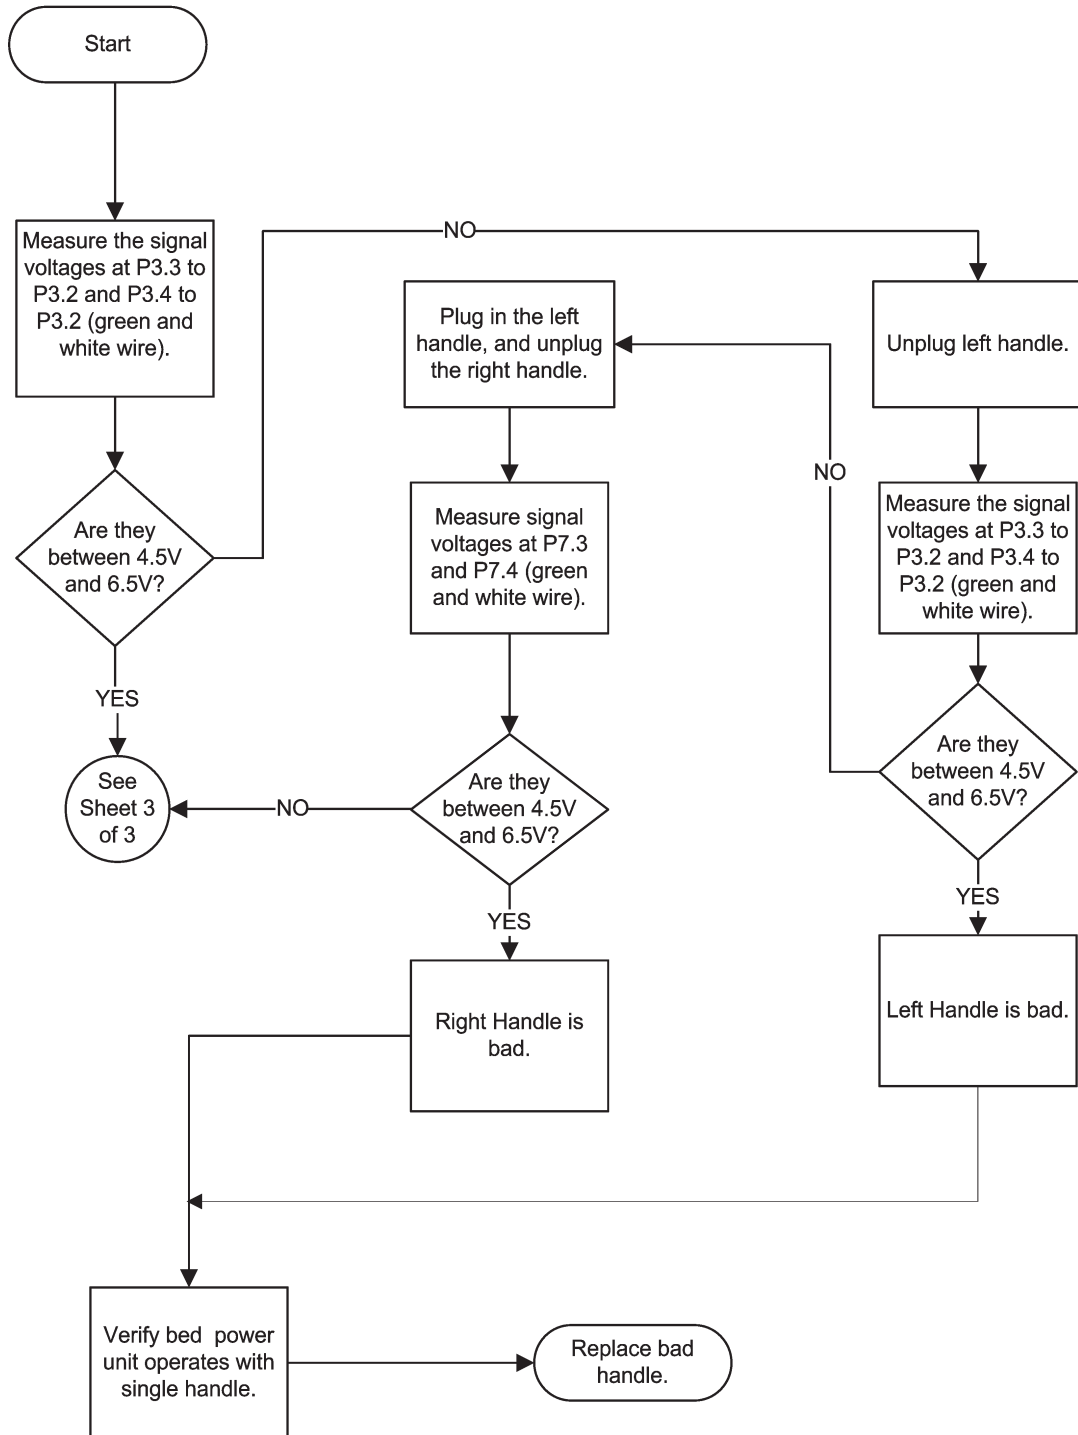 Start
Measure the signal
voltages at P3.3 to
P3.2 and P3.4 to
P3.2 (green and
white wire).
Are they
between 4.5V
and 6.5V?
YES
See
Sheet 3
of 3
NO
Unplug left handle.
Measure the signal
voltages at P3.3 to
P3.2 and P3.4 to
P3.2 (green and
white wire).
Are they
between 4.5V
and 6.5V?
YES
Left Handle is bad.
NO
Plug in the left
handle, and unplug
the right handle.
Measure signal
voltages at P7.3
and P7.4 (green
and white wire).
Are they
between 4.5V
and 6.5V?
NO
YES
Right Handle is
bad.
Verify bed power
unit operates with
single handle.
Replace bad
handle.